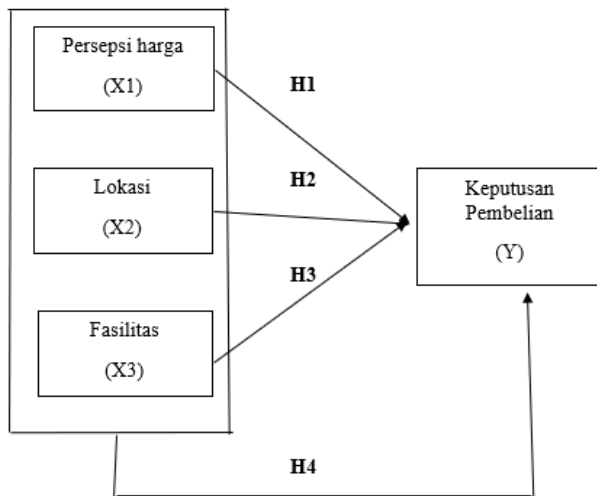 Persepsi harga
(X1)
H1
Lokasi
(X2)
H2
Keputusan
Pembelian
(Y)
H3
Fasilitas
(X3)
H4